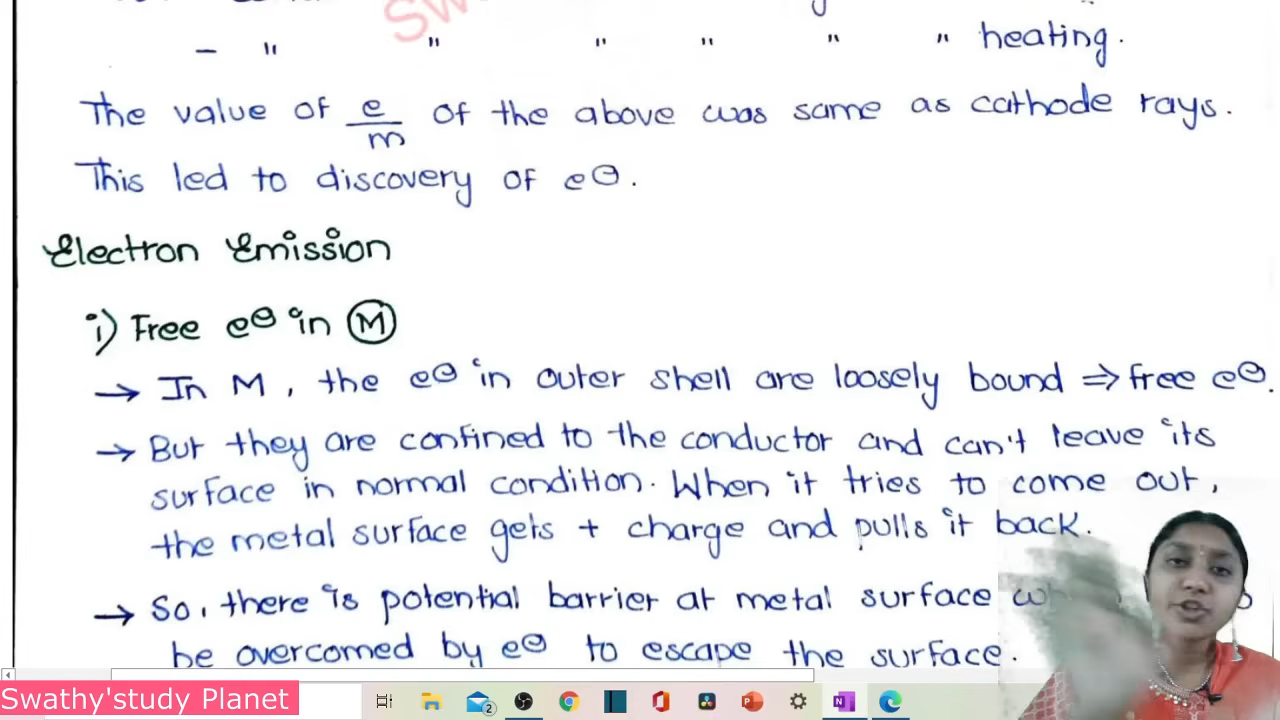 — " " " " " " heating.
The value of e/m of the above was same as cathode rays.
This led to discovery of e⊖.
Electron Emission
i) Free e⊖ in Ⓜ
→ In M, the e⊖ in outer shell are loosely bound ⇒ free e⊖.
→ But they are confined to the conductor and can't leave its
surface in normal condition. When it tries to come out,
the metal surface gets + charge and pulls it back.
→ So, there is potential barrier at metal surface
be overcomed by e⊖ to escape the surface.
2
Swathy'study Planet